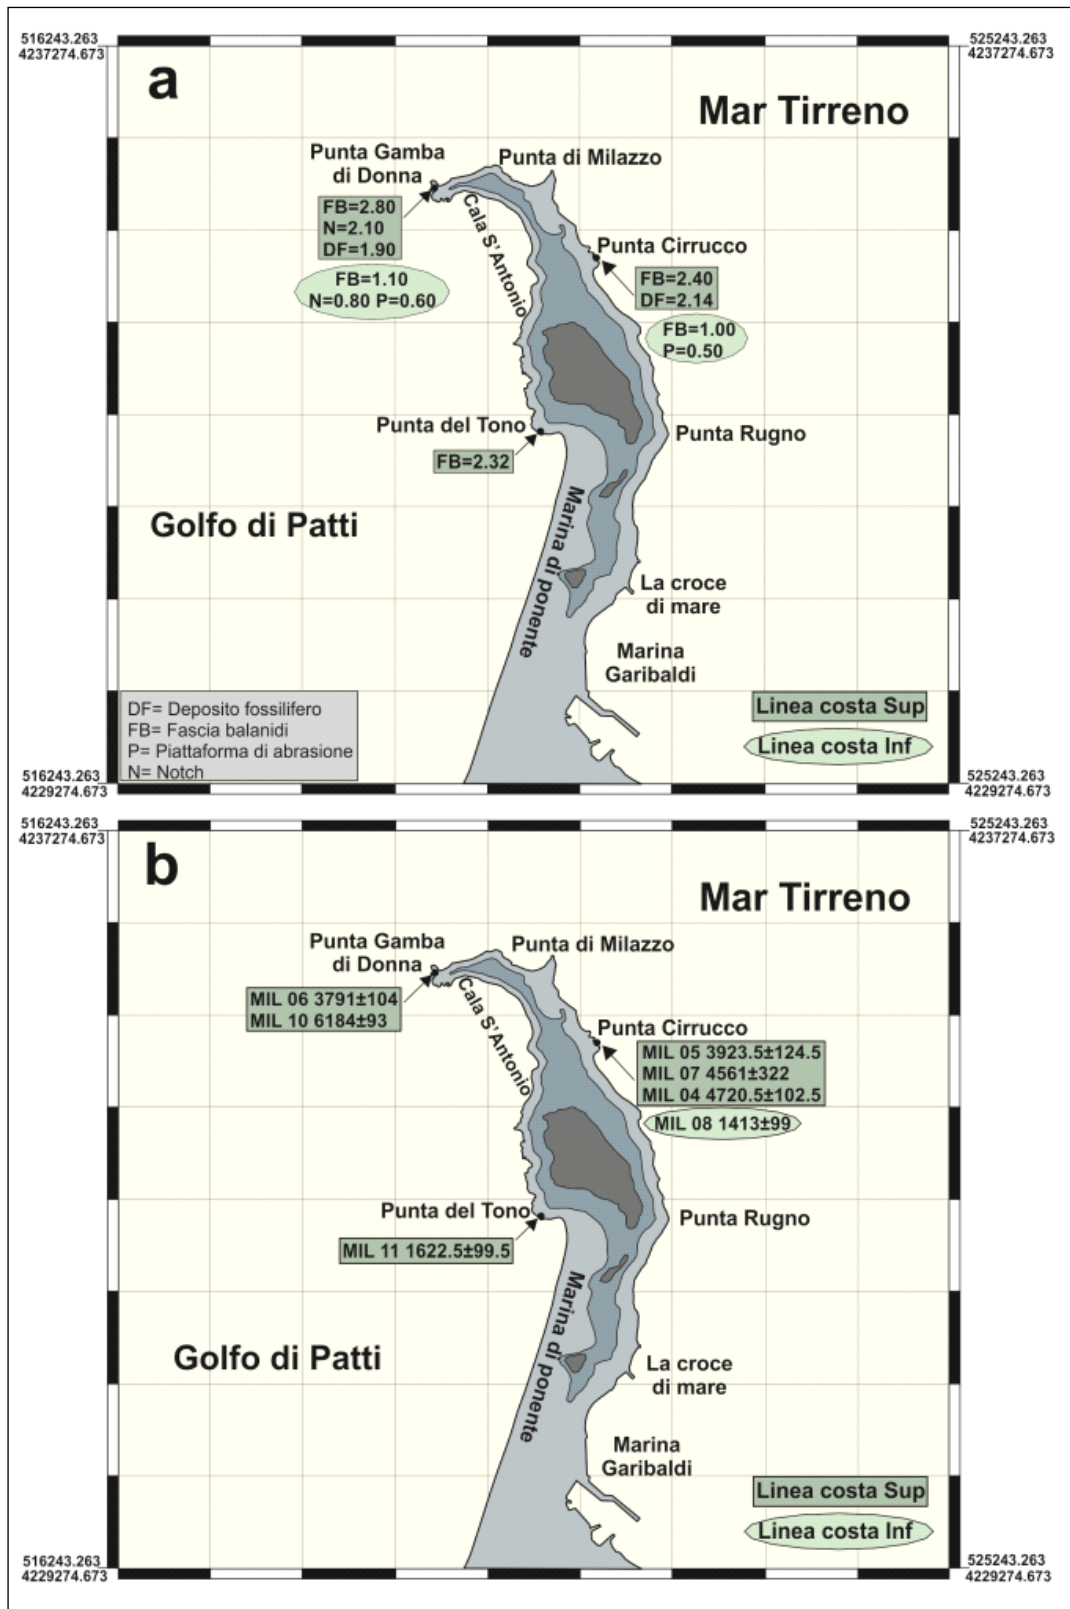 516243.263
4237274.673
525243.263
4237274.673
a
Mar Tirreno
Punta Gamba
di Donna
Punta di Milazzo
FB=2.80
N=2.10
DF=1.90
FB=1.10
N=0.80 P=0.60
Cala S'Antonio
Punta Cirrucco
FB=2.40
DF=2.14
FB=1.00
P=0.50
Punta del Tono
FB=2.32
Punta Rugno
Golfo di Patti
Marina di ponente
La croce
di mare
Marina
Garibaldi
DF= Deposito fossilifero
FB= Fascia balanidi
P= Piattaforma di abrasione
N= Notch
Linea costa Sup
Linea costa Inf
516243.263
4229274.673
525243.263
4229274.673
516243.263
4237274.673
525243.263
4237274.673
b
Mar Tirreno
Punta Gamba
di Donna
Punta di Milazzo
MIL 06 3791±104
MIL 10 6184±93
Cala S'Antonio
Punta Cirrucco
MIL 05 3923.5±124.5
MIL 07 4561±322
MIL 04 4720.5±102.5
MIL 08 1413±99
Punta del Tono
MIL 11 1622.5±99.5
Punta Rugno
Golfo di Patti
Marina di ponente
La croce
di mare
Marina
Garibaldi
Linea costa Sup
Linea costa Inf
516243.263
4229274.673
525243.263
4229274.673